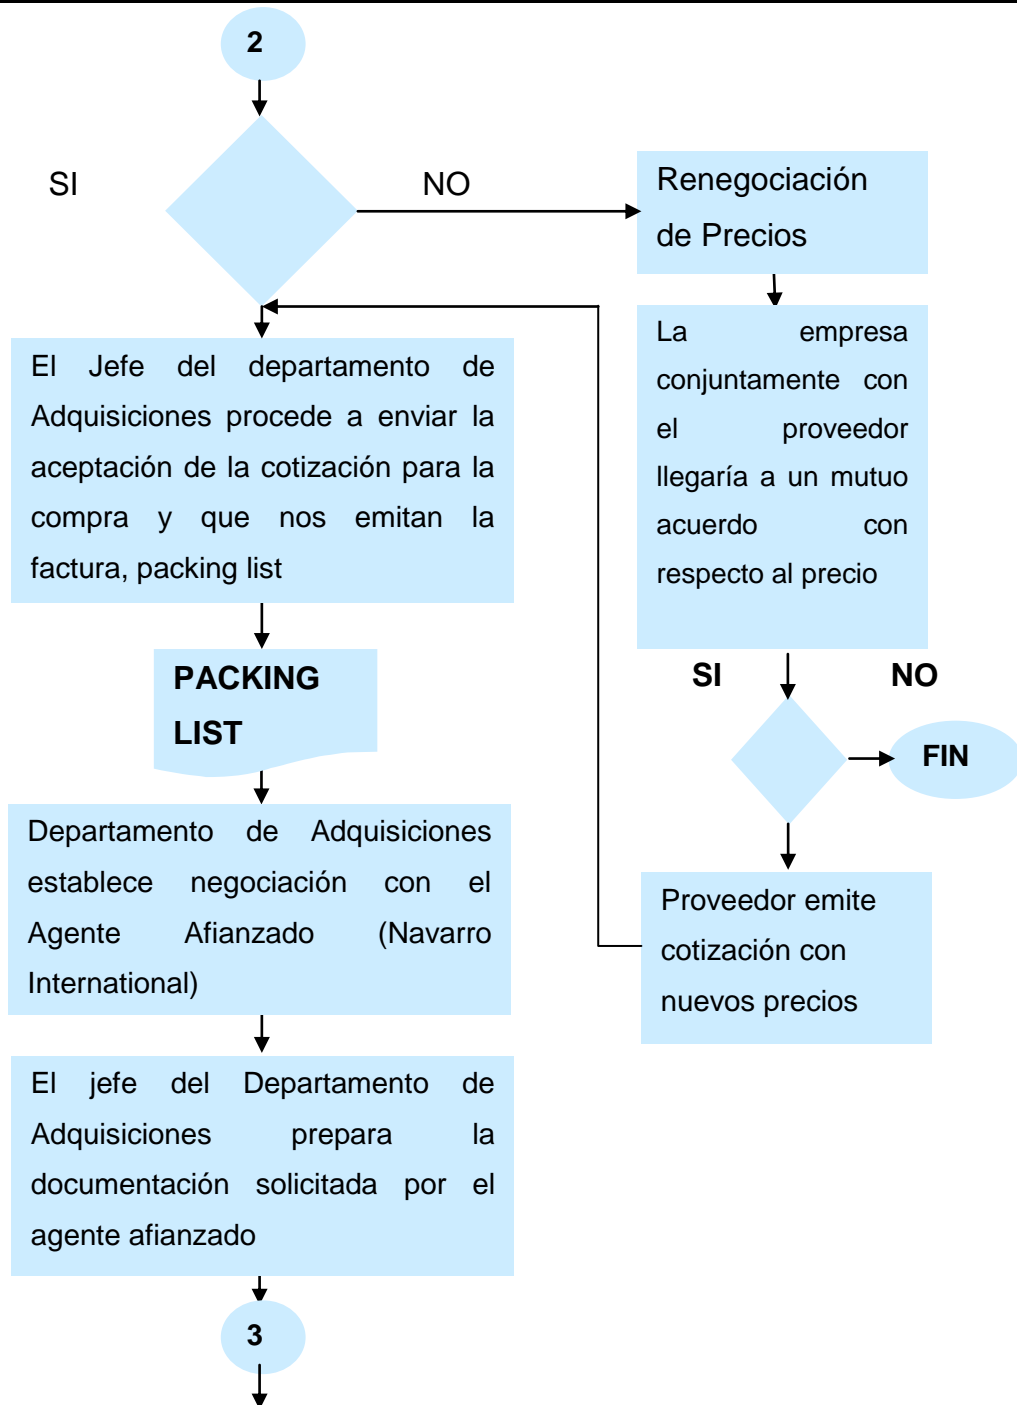 2
SI
NO
Renegociación
de Precios
La empresa
conjuntamente con
el proveedor
llegaría a un mutuo
acuerdo con
respecto al precio
El Jefe del departamento de
Adquisiciones procede a enviar la
aceptación de la cotización para la
compra y que nos emitan la
factura, packing list
SI
NO
PACKING
LIST
FIN
Departamento de Adquisiciones
establece negociación con el
Agente Afianzado (Navarro
International)
Proveedor emite
cotización con
nuevos precios
El jefe del Departamento de
Adquisiciones prepara la
documentación solicitada por el
agente afianzado
3